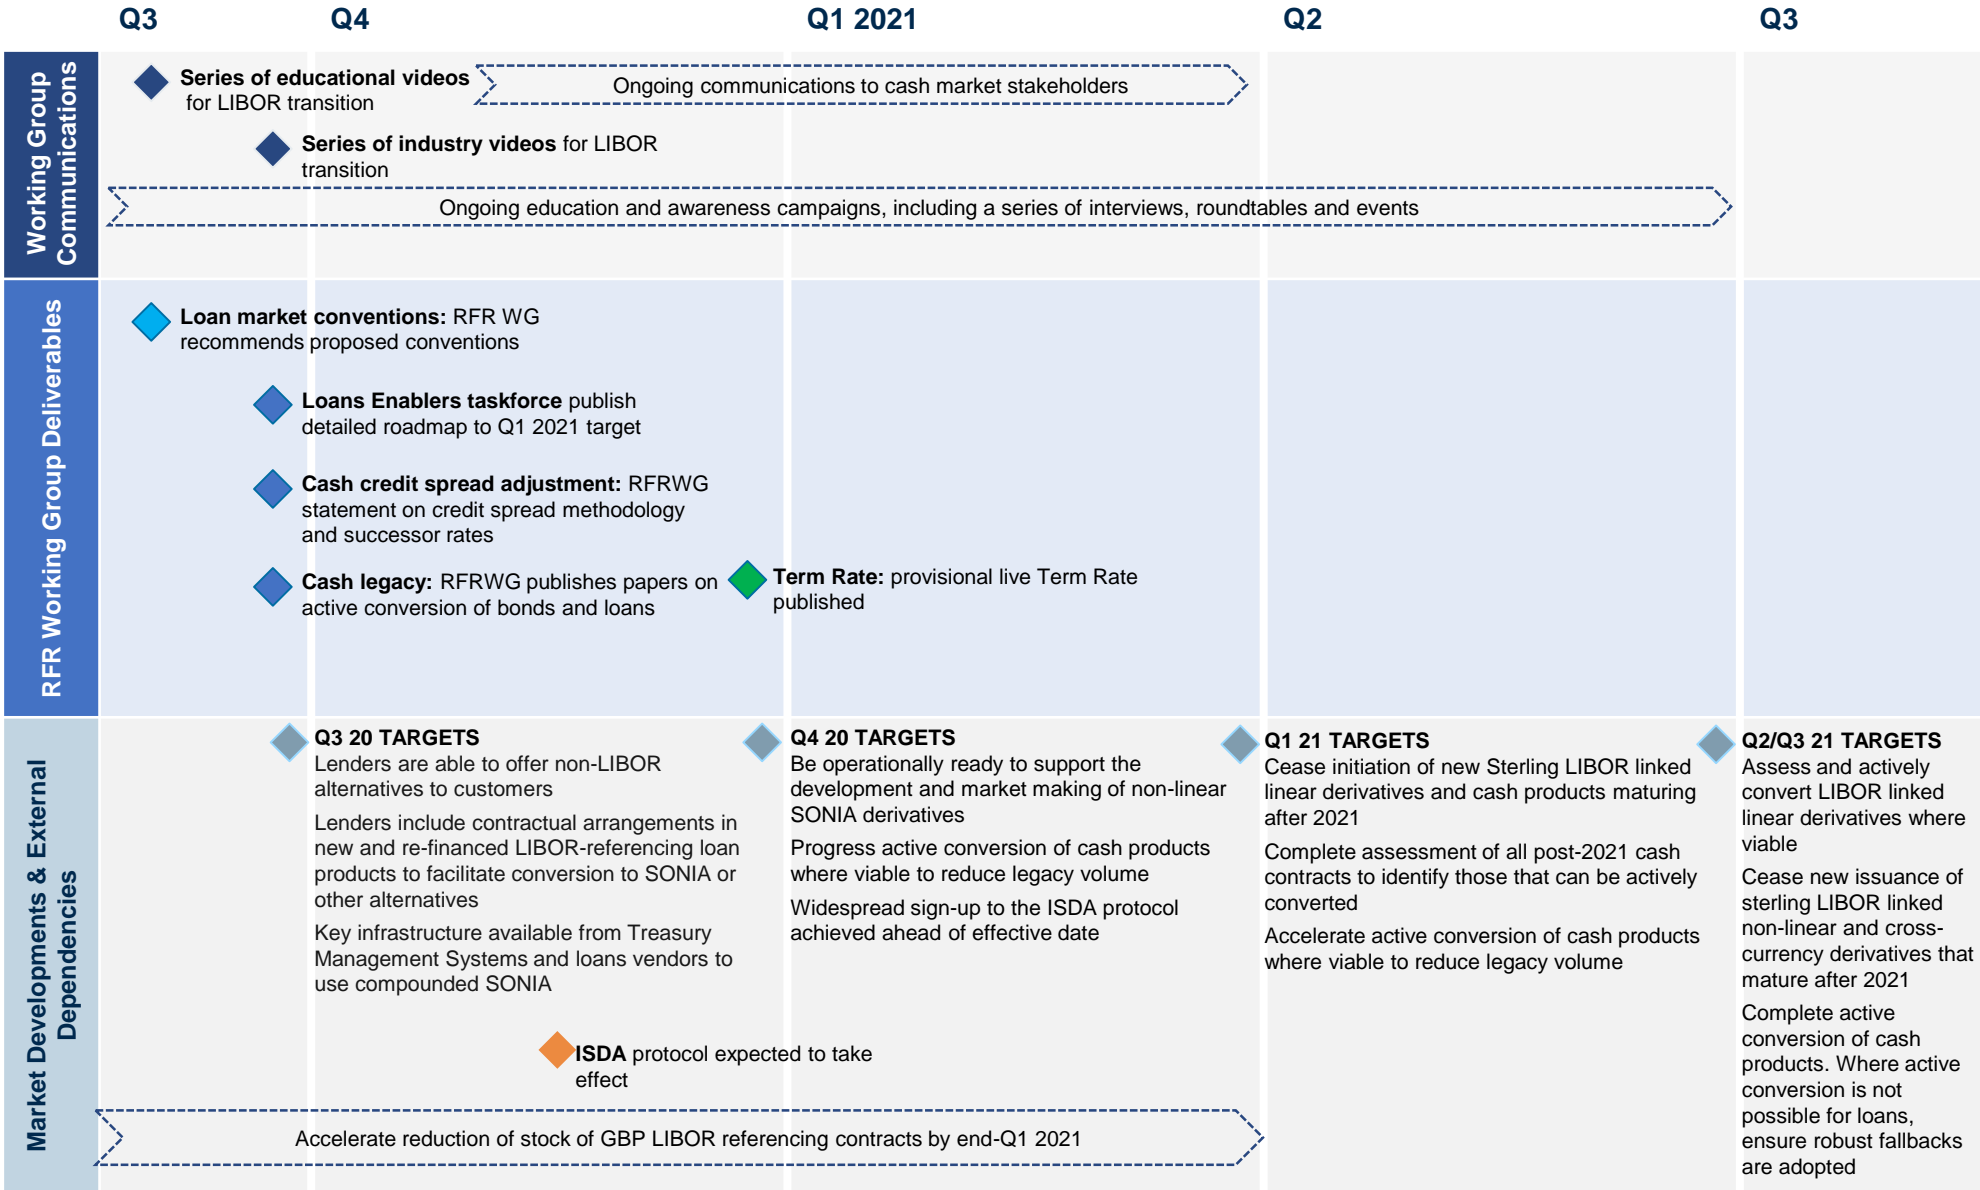 Q3
Q4
Q1 2021
Q2
Q3
Working Group
Communications
Series of educational videos
for LIBOR transition
Ongoing communications to cash market stakeholders
Series of industry videos for LIBOR
transition
Ongoing education and awareness campaigns, including a series of interviews, roundtables and events
RFR Working Group Deliverables
Loan market conventions: RFR WG
recommends proposed conventions
Loans Enablers taskforce publish
detailed roadmap to Q1 2021 target
Cash credit spread adjustment: RFRWG
statement on credit spread methodology
and successor rates
Cash legacy: RFRWG publishes papers on
active conversion of bonds and loans
Term Rate: provisional live Term Rate
published
Market Developments & External
Dependencies
Q3 20 TARGETS
Lenders are able to offer non-LIBOR
alternatives to customers
Lenders include contractual arrangements in
new and re-financed LIBOR-referencing loan
products to facilitate conversion to SONIA or
other alternatives
Key infrastructure available from Treasury
Management Systems and loans vendors to
use compounded SONIA
Q4 20 TARGETS
Be operationally ready to support the
development and market making of non-linear
SONIA derivatives
Progress active conversion of cash products
where viable to reduce legacy volume
Widespread sign-up to the ISDA protocol
achieved ahead of effective date
Q1 21 TARGETS
Cease initiation of new Sterling LIBOR linked
linear derivatives and cash products maturing
after 2021
Complete assessment of all post-2021 cash
contracts to identify those that can be actively
converted
Accelerate active conversion of cash products
where viable to reduce legacy volume
Q2/Q3 21 TARGETS
Assess and actively
convert LIBOR linked
linear derivatives where
viable
Cease new issuance of
sterling LIBOR linked
non-linear and cross-
currency derivatives that
mature after 2021
Complete active
conversion of cash
products. Where active
conversion is not
possible for loans,
ensure robust fallbacks
are adopted
ISDA protocol expected to take
effect
Accelerate reduction of stock of GBP LIBOR referencing contracts by end-Q1 2021